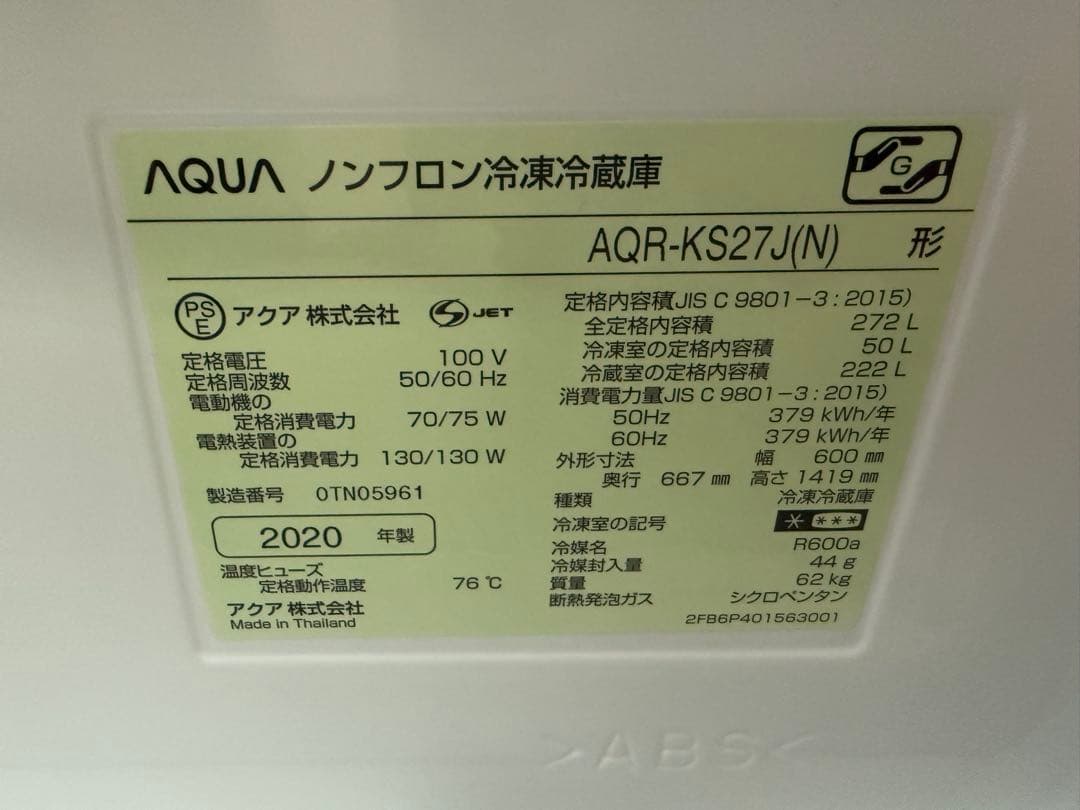 AQUA ノンフロン冷凍冷蔵庫
G
AQR-KS27J(N) 形
PSE アクア 株式会社 S JET
定格電圧 100 V
定格周波数 50/60 Hz
電動機の
定格消費電力 70/75 W
電熱装置の
定格消費電力 130/130 W
製造番号 0TN05961
2020 年製
温度ヒューズ
定格動作温度 76 ℃
アクア 株式会社
Made in Thailand
定格内容積(JIS C 9801-3:2015)
全定格内容積 272 L
冷凍室の定格内容積 50 L
冷蔵室の定格内容積 222 L
消費電力量(JIS C 9801-3:2015)
50Hz 379 kWh/年
60Hz 379 kWh/年
外形寸法 幅 600 mm
奥行 667 mm 高さ 1419 mm
種類 冷凍冷蔵庫
冷凍室の記号 * ***
冷媒名 R600a
冷媒封入量 44 g
質量 62 kg
断熱発泡ガス シクロペンタン
2FB6P401563001
>ABS<